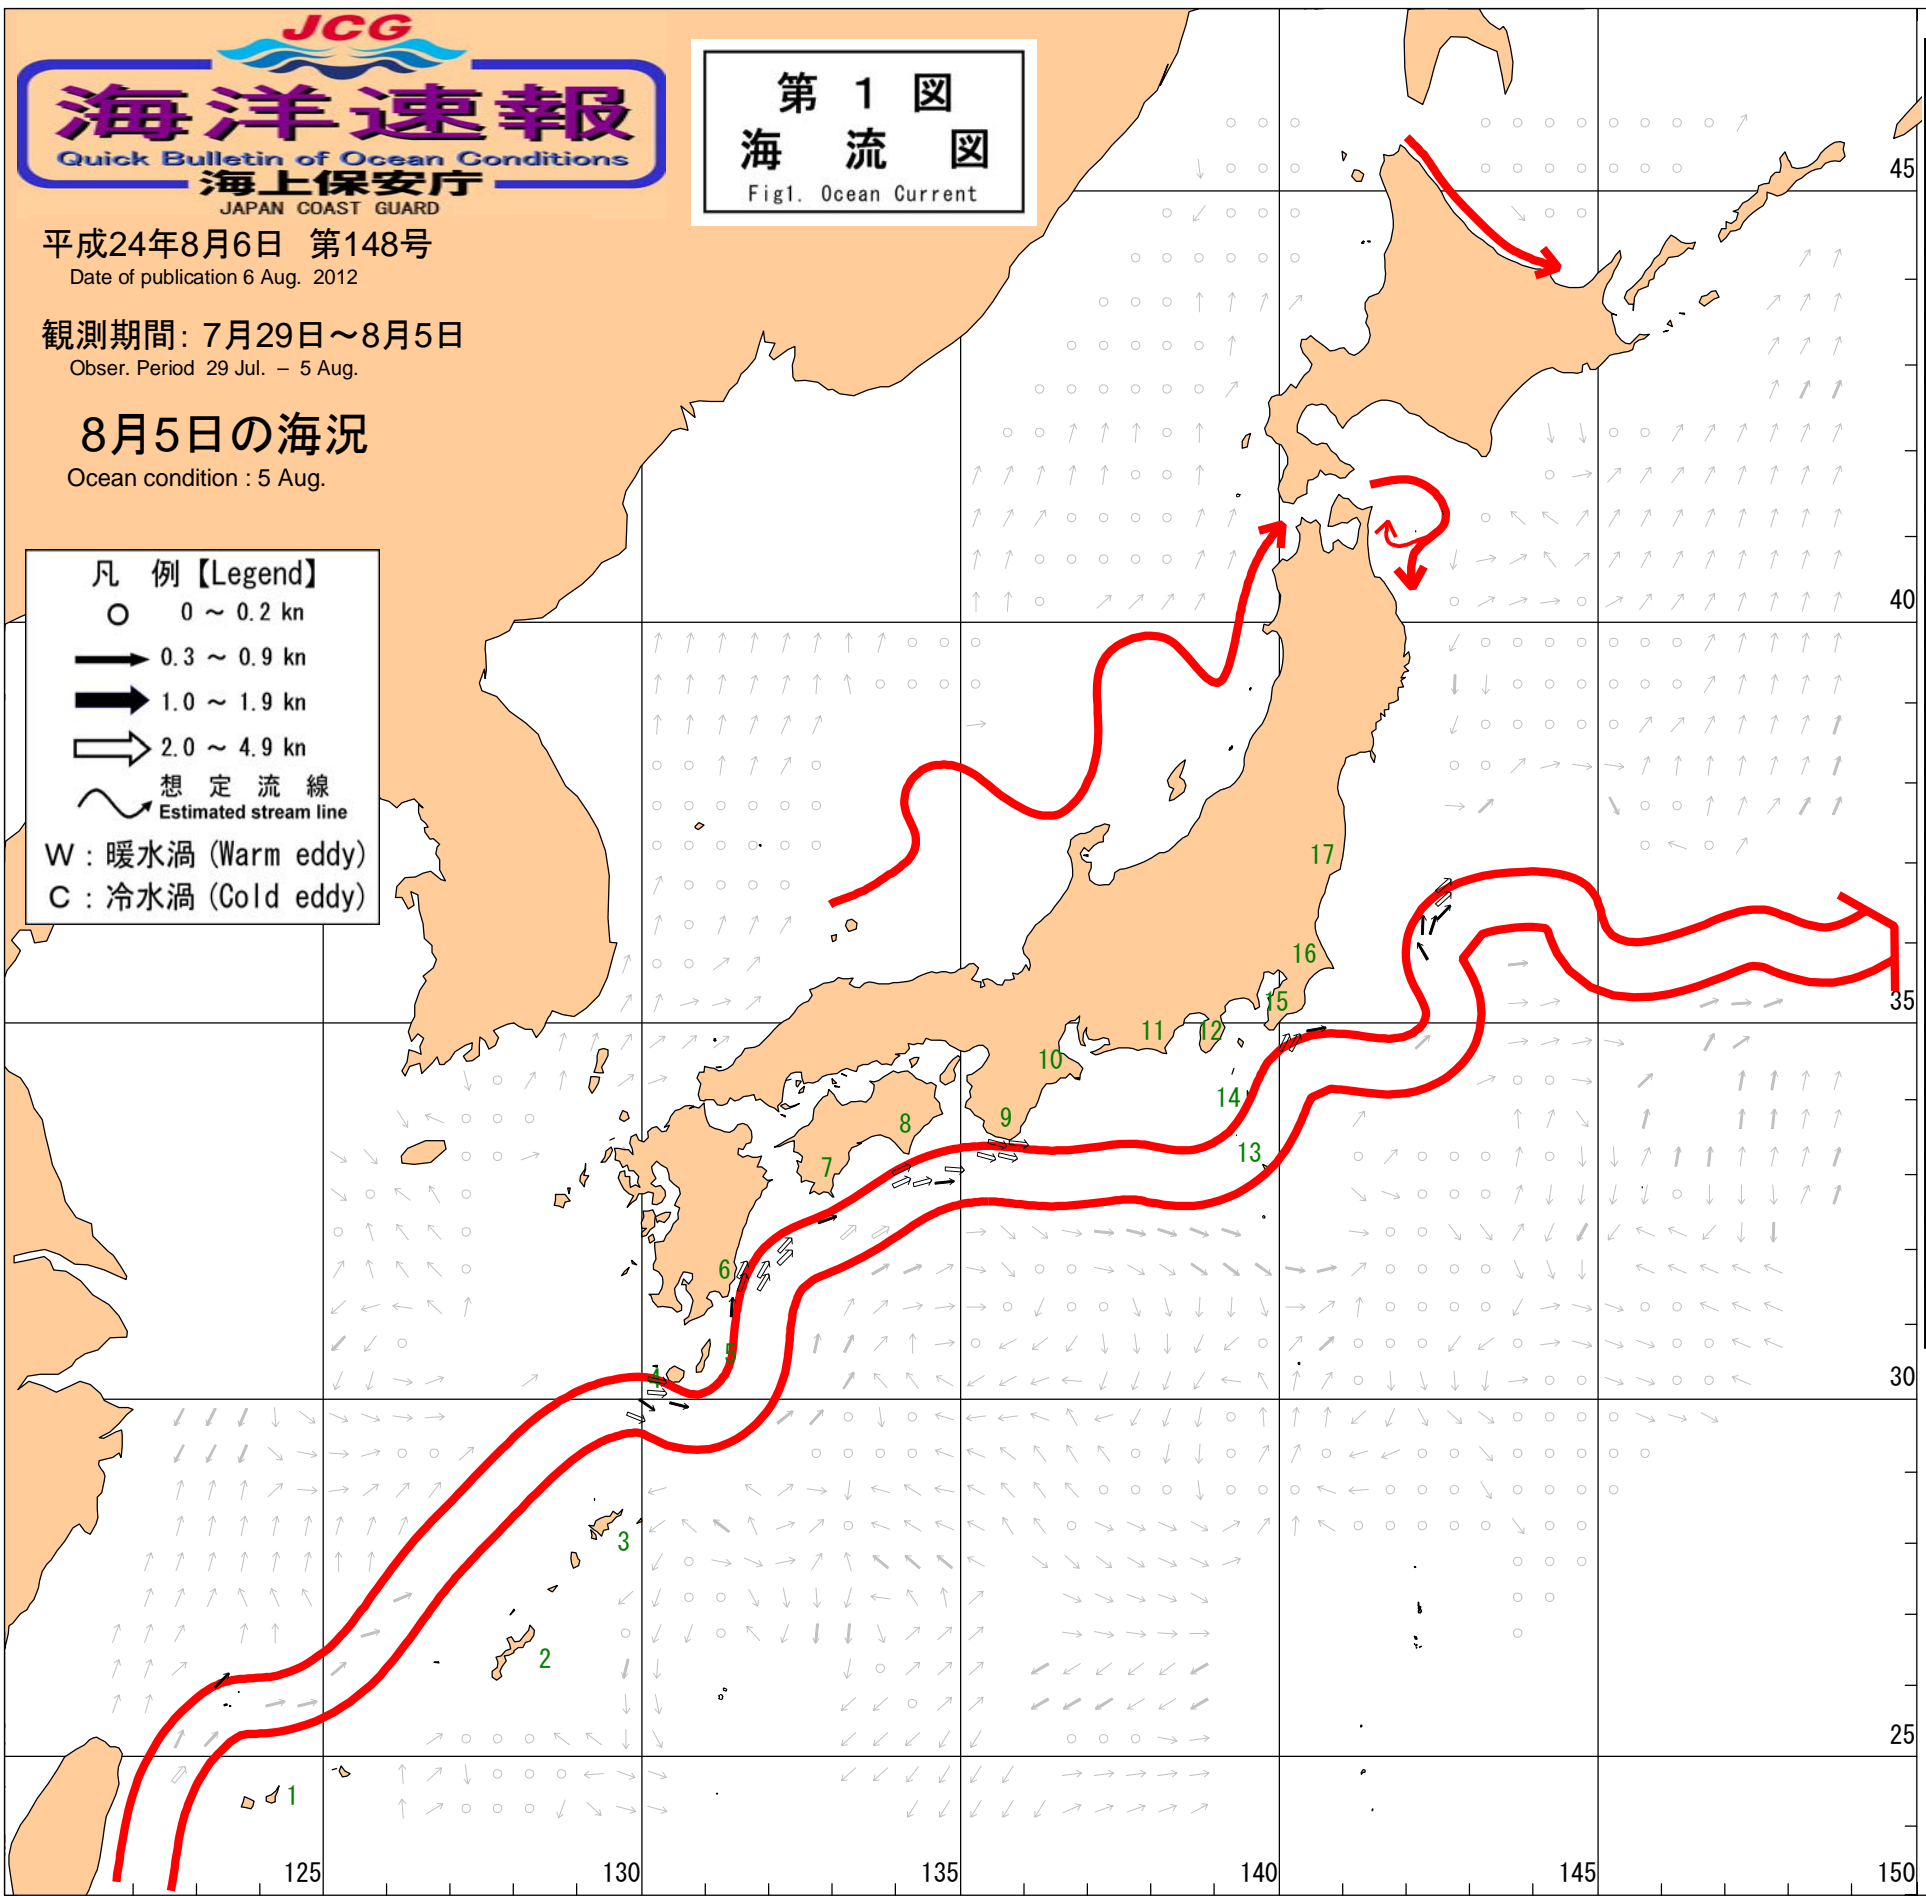 JCG
海洋速報
Quick Bulletin of Ocean Conditions
海上保安庁
JAPAN COAST GUARD
第 1 図
海 流 図
Fig1. Ocean Current
平成24年8月6日 第148号
Date of publication 6 Aug. 2012
観測期間: 7月29日～8月5日
Obser. Period 29 Jul. – 5 Aug.
8月5日の海況
Ocean condition : 5 Aug.
凡 例【Legend】
0 ～ 0.2 kn
0.3 ～ 0.9 kn
1.0 ～ 1.9 kn
2.0 ～ 4.9 kn
想 定 流 線
Estimated stream line
W : 暖水渦 (Warm eddy)
C : 冷水渦 (Cold eddy)
45
40
35
30
25
17
16
15
12
11
10
14
13
9
8
7
6
5
4
3
2
1
125
130
135
140
145
150